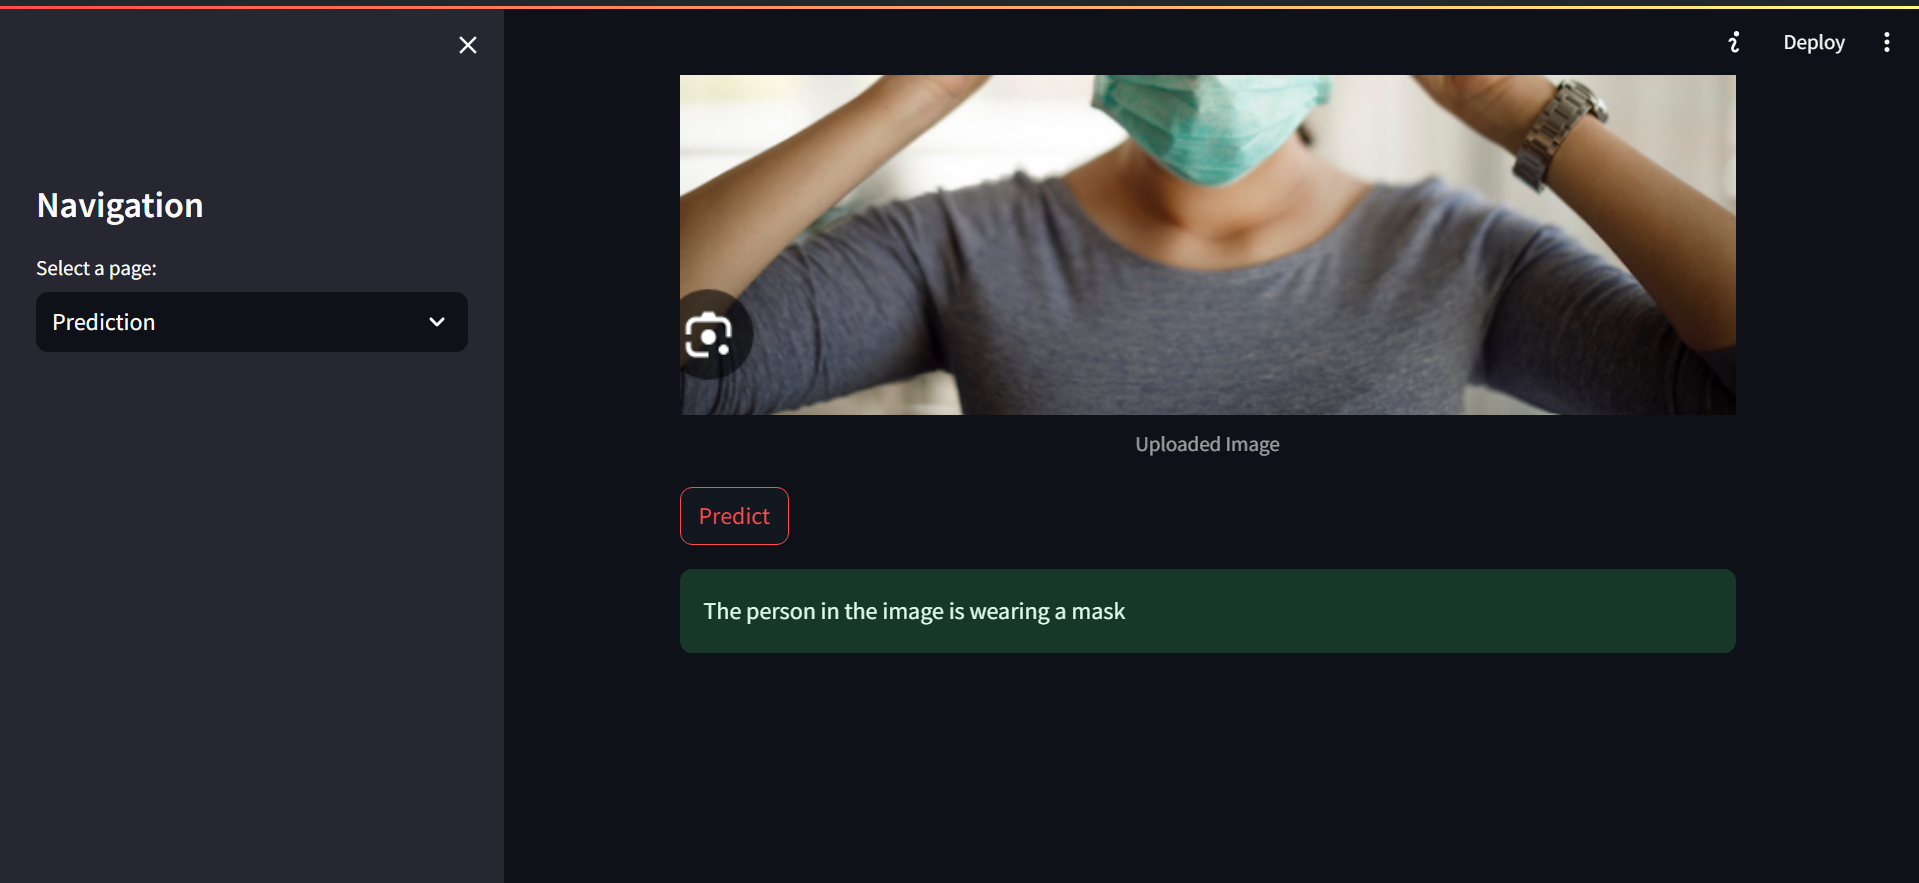 Deploy
Navigation
Select a page:
Prediction
Uploaded Image
Predict
The person in the image is wearing a mask